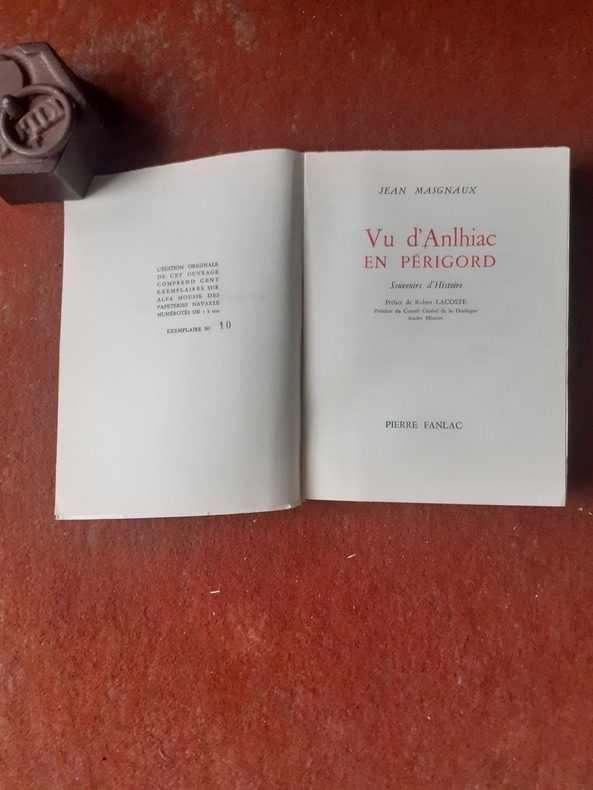 L'ÉDITION ORIGINALE
DE CET OUVRAGE
COMPREND CENT
EXEMPLAIRES SUR
ALFA MOUSSE DES
PAPETERIES NAVARRE
NUMÉROTÉS DE 1 à 100
EXEMPLAIRE N° 10
JEAN MASGNAUX
Vu d'Anlhiac
EN PÉRIGORD
Souvenirs d'Histoire
Préface de Robert LACOSTE
Président du Conseil Général de la Dordogne
Ancien Ministre
PIERRE FANLAC